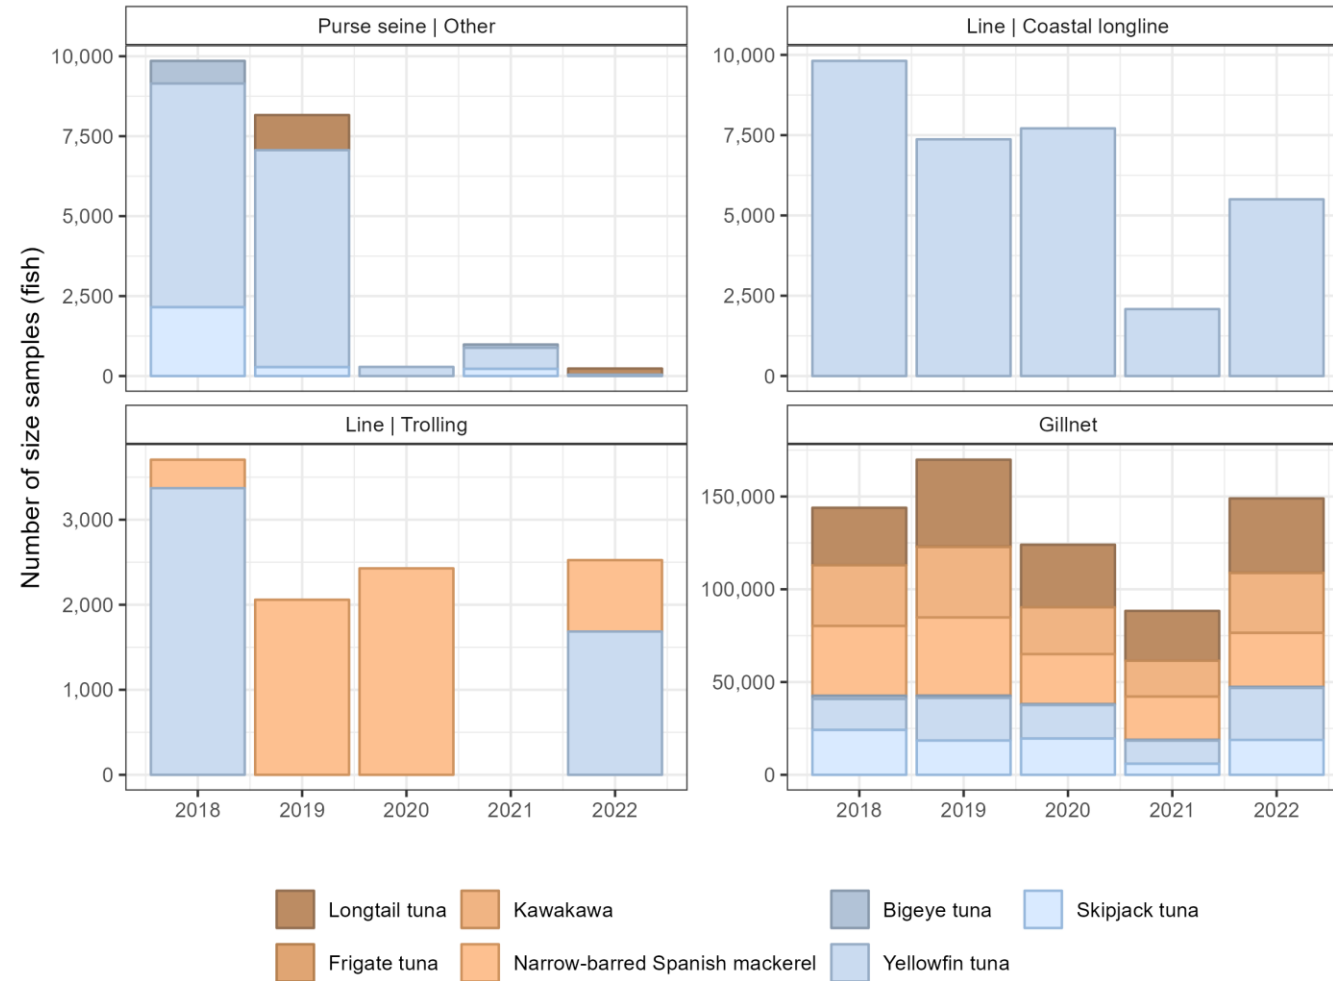 Purse seine | Other
Line | Coastal longline
10,000
7,500
5,000
2,500
0
10,000
7,500
5,000
2,500
0
Number of size samples (fish)
Line | Trolling
Gillnet
3,000
2,000
1,000
0
150,000
100,000
50,000
0
2018 2019 2020 2021 2022
2018 2019 2020 2021 2022
Longtail tuna Kawakawa Bigeye tuna Skipjack tuna
Frigate tuna Narrow-barred Spanish mackerel Yellowfin tuna